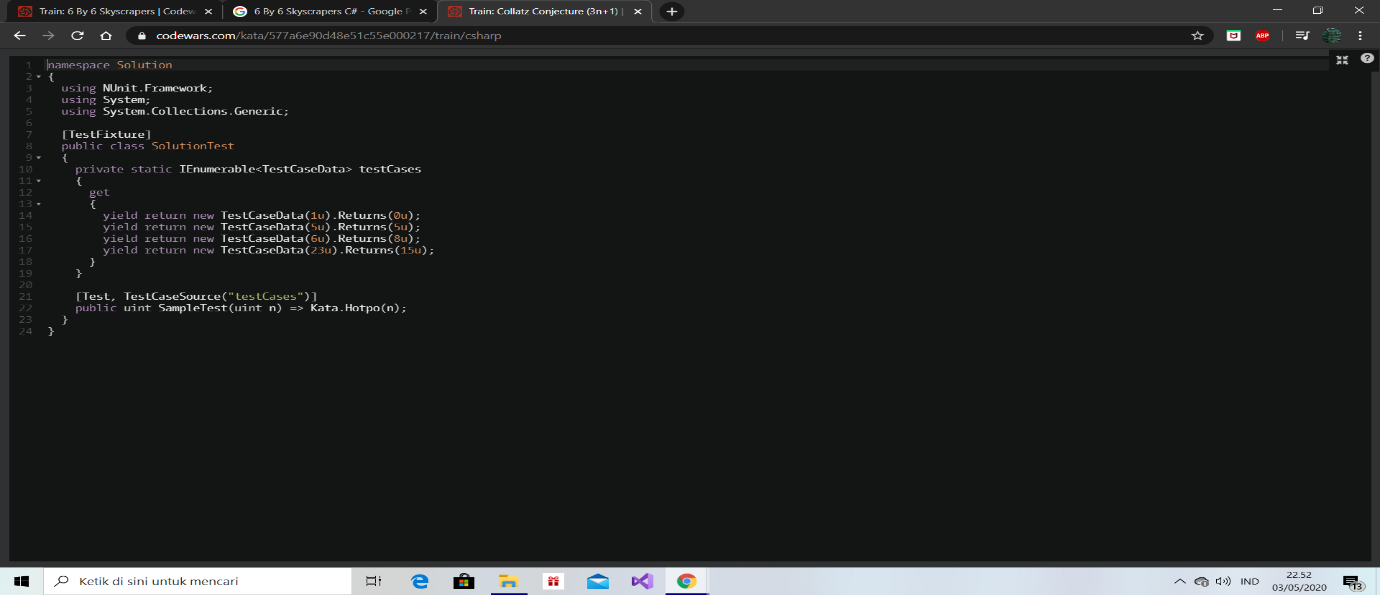 Train: 6 By 6 Skyscrapers | Codew
6 By 6 Skyscrapers C# - Google
Train: Collatz Conjecture (3n+1) |
codewars.com/kata/577a6e90d48e51c55e000217/train/csharp
ABP
1 namespace Solution
2 {
3 using NUnit.Framework;
4 using System;
5 using System.Collections.Generic;
6
7 [TestFixture]
8 public class SolutionTest
9 {
10 private static IEnumerable<TestCaseData> testCases
11 {
12 get
13 {
14 yield return new TestCaseData(1u).Returns(0u);
15 yield return new TestCaseData(5u).Returns(5u);
16 yield return new TestCaseData(6u).Returns(8u);
17 yield return new TestCaseData(23u).Returns(15u);
18 }
19 }
20
21 [Test, TestCaseSource("testCases")]
22 public uint SampleTest(uint n) => Kata.Hotpo(n);
23 }
24 }
Ketik di sini untuk mencari
IND
22.52
03/05/2020
13